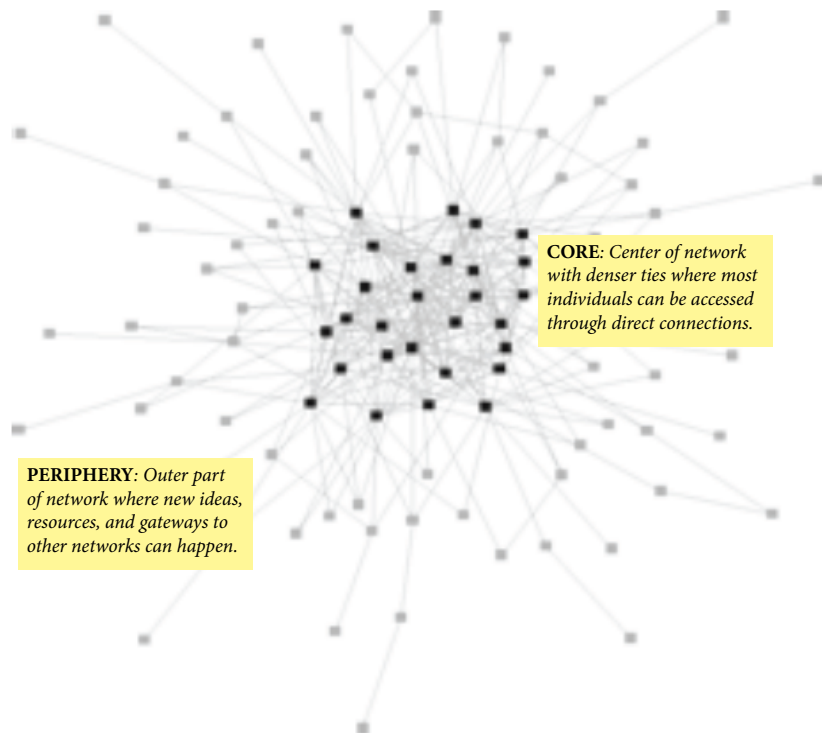 CORE: Center of network
with denser ties where most
individuals can be accessed
through direct connections.
PERIPHERY: Outer part
of network where new ideas,
resources, and gateways to
other networks can happen.